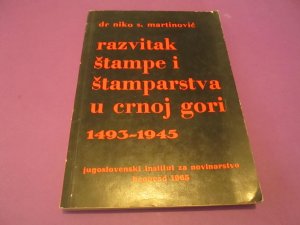 dr niko s. martinović
razvitak
štampe i
štamparstva
u crnoj gori
1493-1945
jugoslovenski institut za novinarstvo
beograd 1965